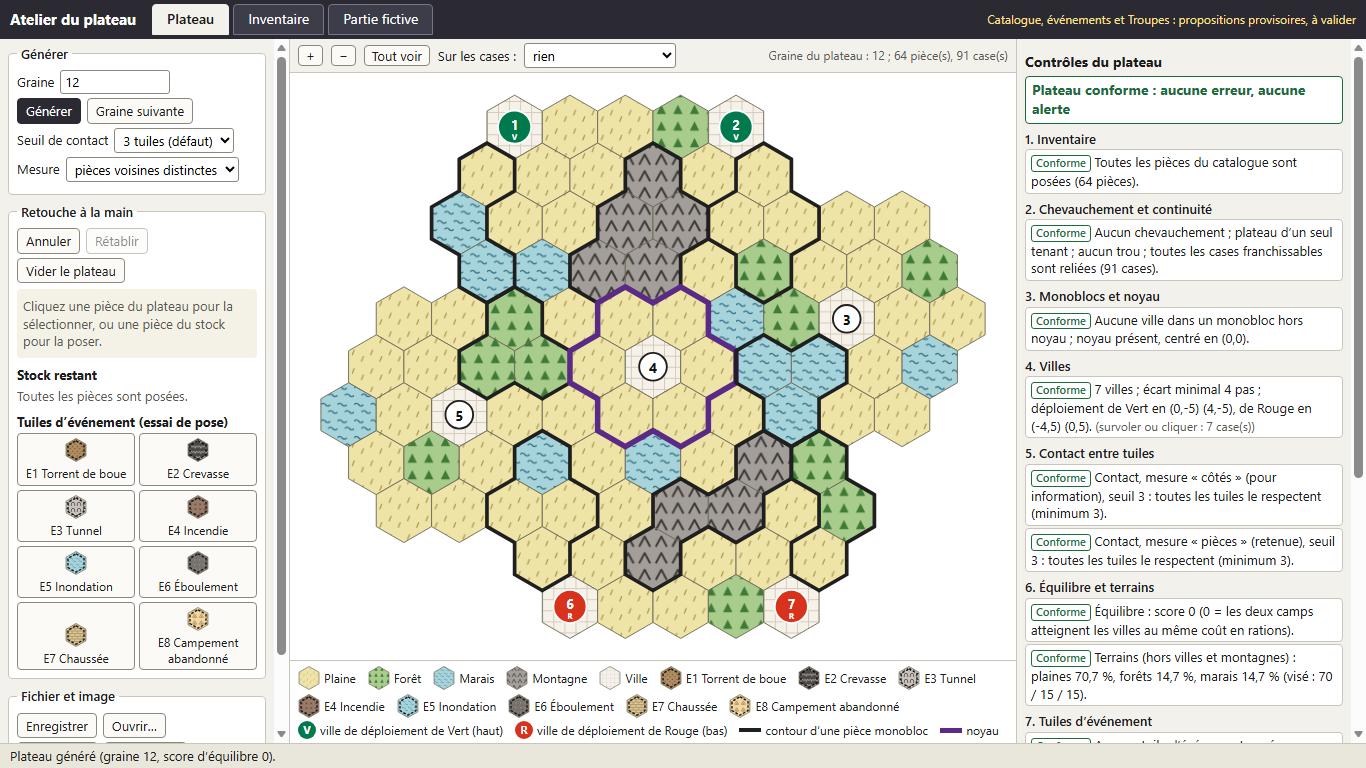 Atelier du plateau
Plateau
Inventaire
Partie fictive
Catalogue, événements et Troupes : propositions provisoires, à valider
Générer
Graine 12
Générer
Graine suivante
Seuil de contact 3 tuiles (défaut)
Mesure pièces voisines distinctes
Retouche à la main
Annuler
Rétablir
Vider le plateau
Cliquez une pièce du plateau pour la
sélectionner, ou une pièce du stock
pour la poser.
Stock restant
Toutes les pièces sont posées.
Tuiles d'événement (essai de pose)
E1 Torrent de boue
E2 Crevasse
E3 Tunnel
E4 Incendie
E5 Inondation
E6 Éboulement
E7 Chaussée
E8 Campement
abandonné
Fichier et image
Enregistrer
Ouvrir...
+
−
Tout voir
Sur les cases : rien
Graine du plateau : 12 ; 64 pièce(s), 91 case(s)
1
V
2
V
3
4
5
6
R
7
R
Plaine
Forêt
Marais
Montagne
Ville
E1 Torrent de boue
E2 Crevasse
E3 Tunnel
E4 Incendie
E5 Inondation
E6 Éboulement
E7 Chaussée
E8 Campement abandonné
V ville de déploiement de Vert (haut)
R ville de déploiement de Rouge (bas)
contour d'une pièce monobloc
noyau
Contrôles du plateau
Plateau conforme : aucune erreur, aucune
alerte
1. Inventaire
Conforme Toutes les pièces du catalogue sont
posées (64 pièces).
2. Chevauchement et continuité
Conforme Aucun chevauchement ; plateau d'un seul
tenant ; aucun trou ; toutes les cases franchissables
sont reliées (91 cases).
3. Monoblocs et noyau
Conforme Aucune ville dans un monobloc hors
noyau ; noyau présent, centré en (0,0).
4. Villes
Conforme 7 villes ; écart minimal 4 pas ;
déploiement de Vert en (0,-5) (4,-5), de Rouge en
(-4,5) (0,5). (survoler ou cliquer : 7 case(s))
5. Contact entre tuiles
Conforme Contact, mesure « côtés » (pour
information), seuil 3 : toutes les tuiles le respectent
(minimum 3).
Conforme Contact, mesure « pièces » (retenue), seuil
3 : toutes les tuiles le respectent (minimum 3).
6. Équilibre et terrains
Conforme Équilibre : score 0 (0 = les deux camps
atteignent les villes au même coût en rations).
Conforme Terrains (hors villes et montagnes) :
plaines 70,7 %, forêts 14,7 %, marais 14,7 % (visé : 70
/ 15 / 15).
7. Tuiles d'événement
Plateau généré (graine 12, score d'équilibre 0).